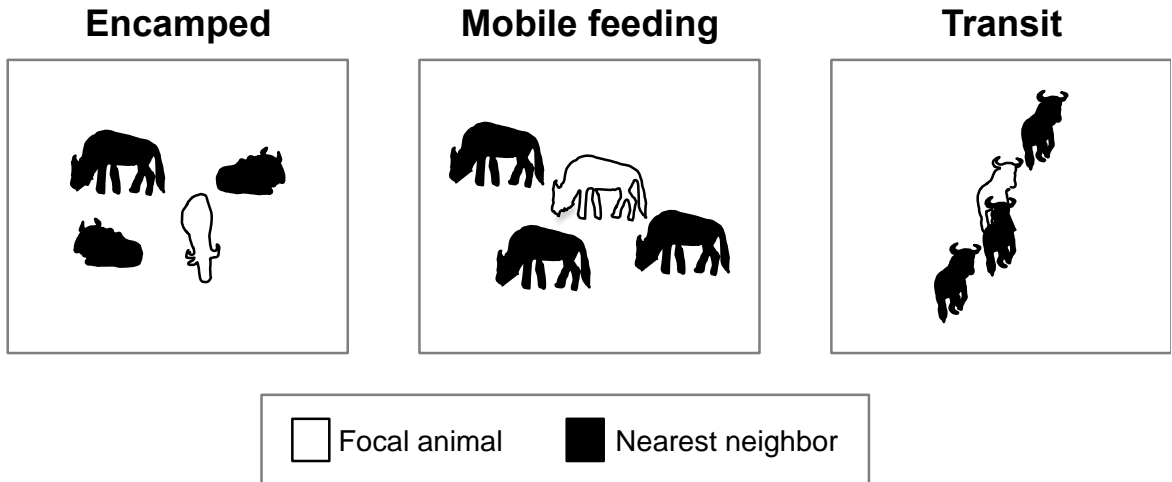 Encamped
Mobile feeding
Transit
Focal animal
Nearest neighbor